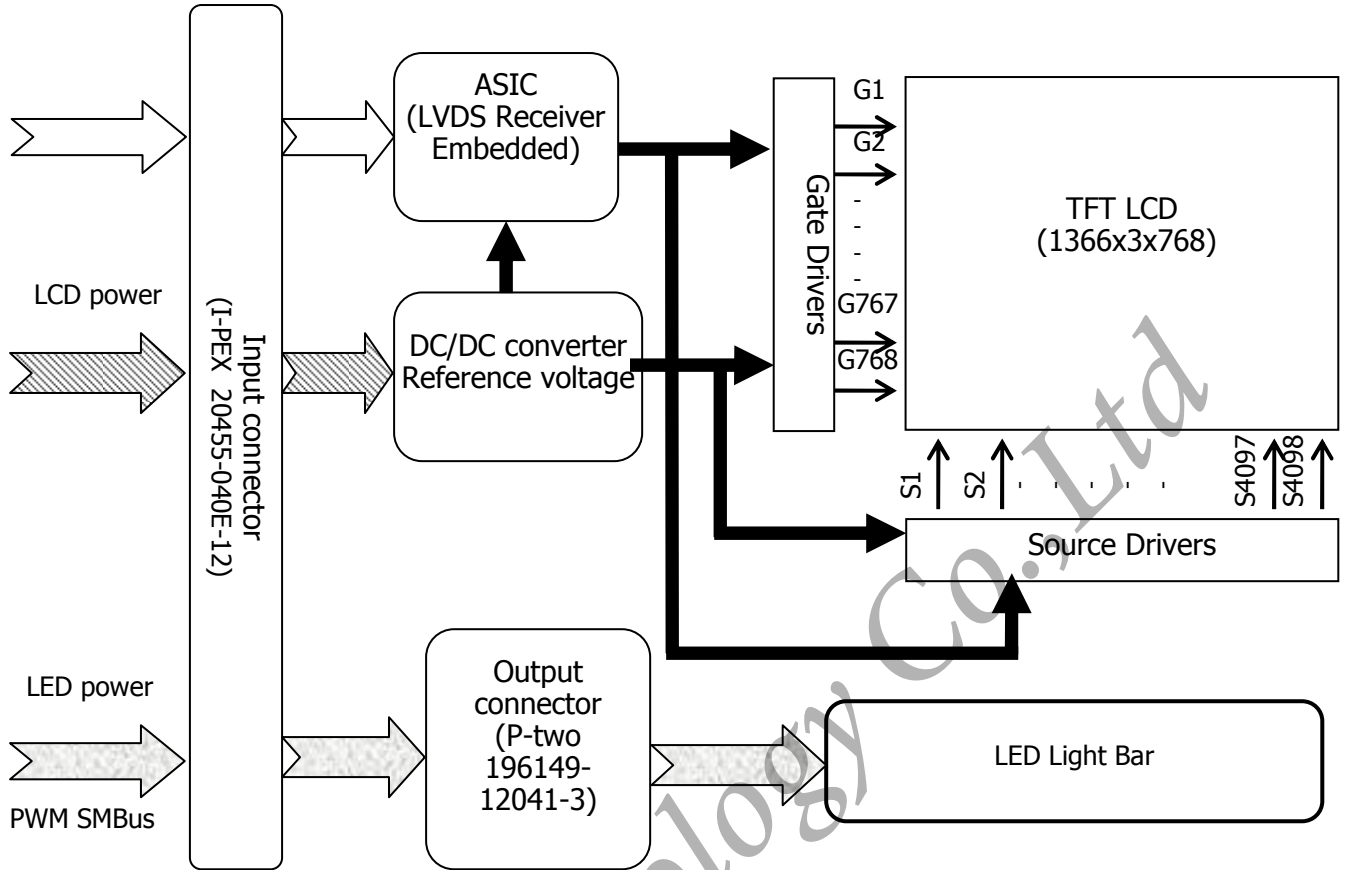 ASIC
(LVDS Receiver
Embedded)
G1
G2
-
-
-
-
G767
G768
Gate Drivers
TFT LCD
(1366x3x768)
LCD power
Input connector
(I-PEX 20455-040E-12)
DC/DC converter
Reference voltage
S1
S2
- - - - -
S4097
S4098
Source Drivers
LED power
PWM SMBus
Output
connector
(P-two
196149-
12041-3)
LED Light Bar
ology Co.,Ltd